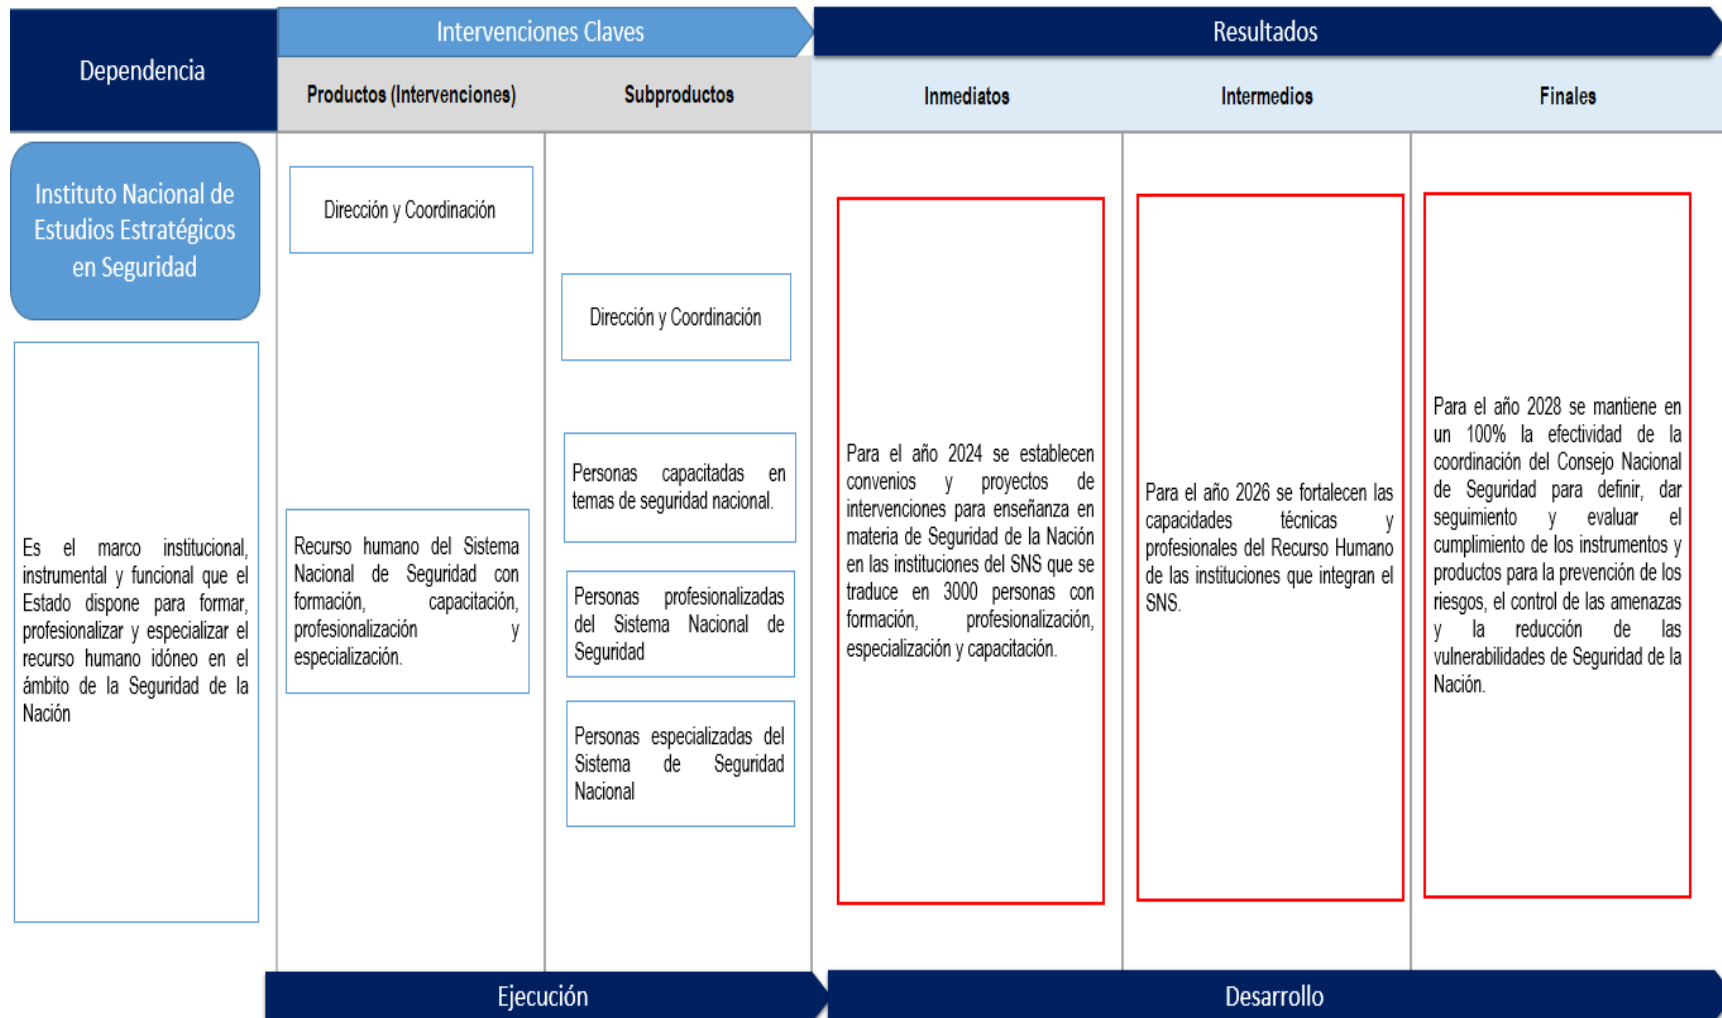 Dependencia
Intervenciones Claves
Resultados
Productos (Intervenciones)
Subproductos
Inmediatos
Intermedios
Finales
Instituto Nacional de
Estudios Estratégicos
en Seguridad
Es el marco institucional,
instrumental y funcional que el
Estado dispone para formar,
profesionalizar y especializar el
recurso humano idóneo en el
ámbito de la Seguridad de la
Nación
Dirección y Coordinación
Recurso humano del Sistema
Nacional de Seguridad con
formación, capacitación,
profesionalización y
especialización.
Dirección y Coordinación
Personas capacitadas en
temas de seguridad nacional.
Personas profesionalizadas
del Sistema Nacional de
Seguridad
Personas especializadas del
Sistema de Seguridad
Nacional
Para el año 2024 se establecen
convenios y proyectos de
intervenciones para enseñanza en
materia de Seguridad de la Nación
en las instituciones del SNS que se
traduce en 3000 personas con
formación, profesionalización,
especialización y capacitación.
Para el año 2026 se fortalecen las
capacidades técnicas y
profesionales del Recurso Humano
de las instituciones que integran el
SNS.
Para el año 2028 se mantiene en
un 100% la efectividad de la
coordinación del Consejo Nacional
de Seguridad para definir, dar
seguimiento y evaluar el
cumplimiento de los instrumentos y
productos para la prevención de los
riesgos, el control de las amenazas
y la reducción de las
vulnerabilidades de Seguridad de la
Nación.
Ejecución
Desarrollo